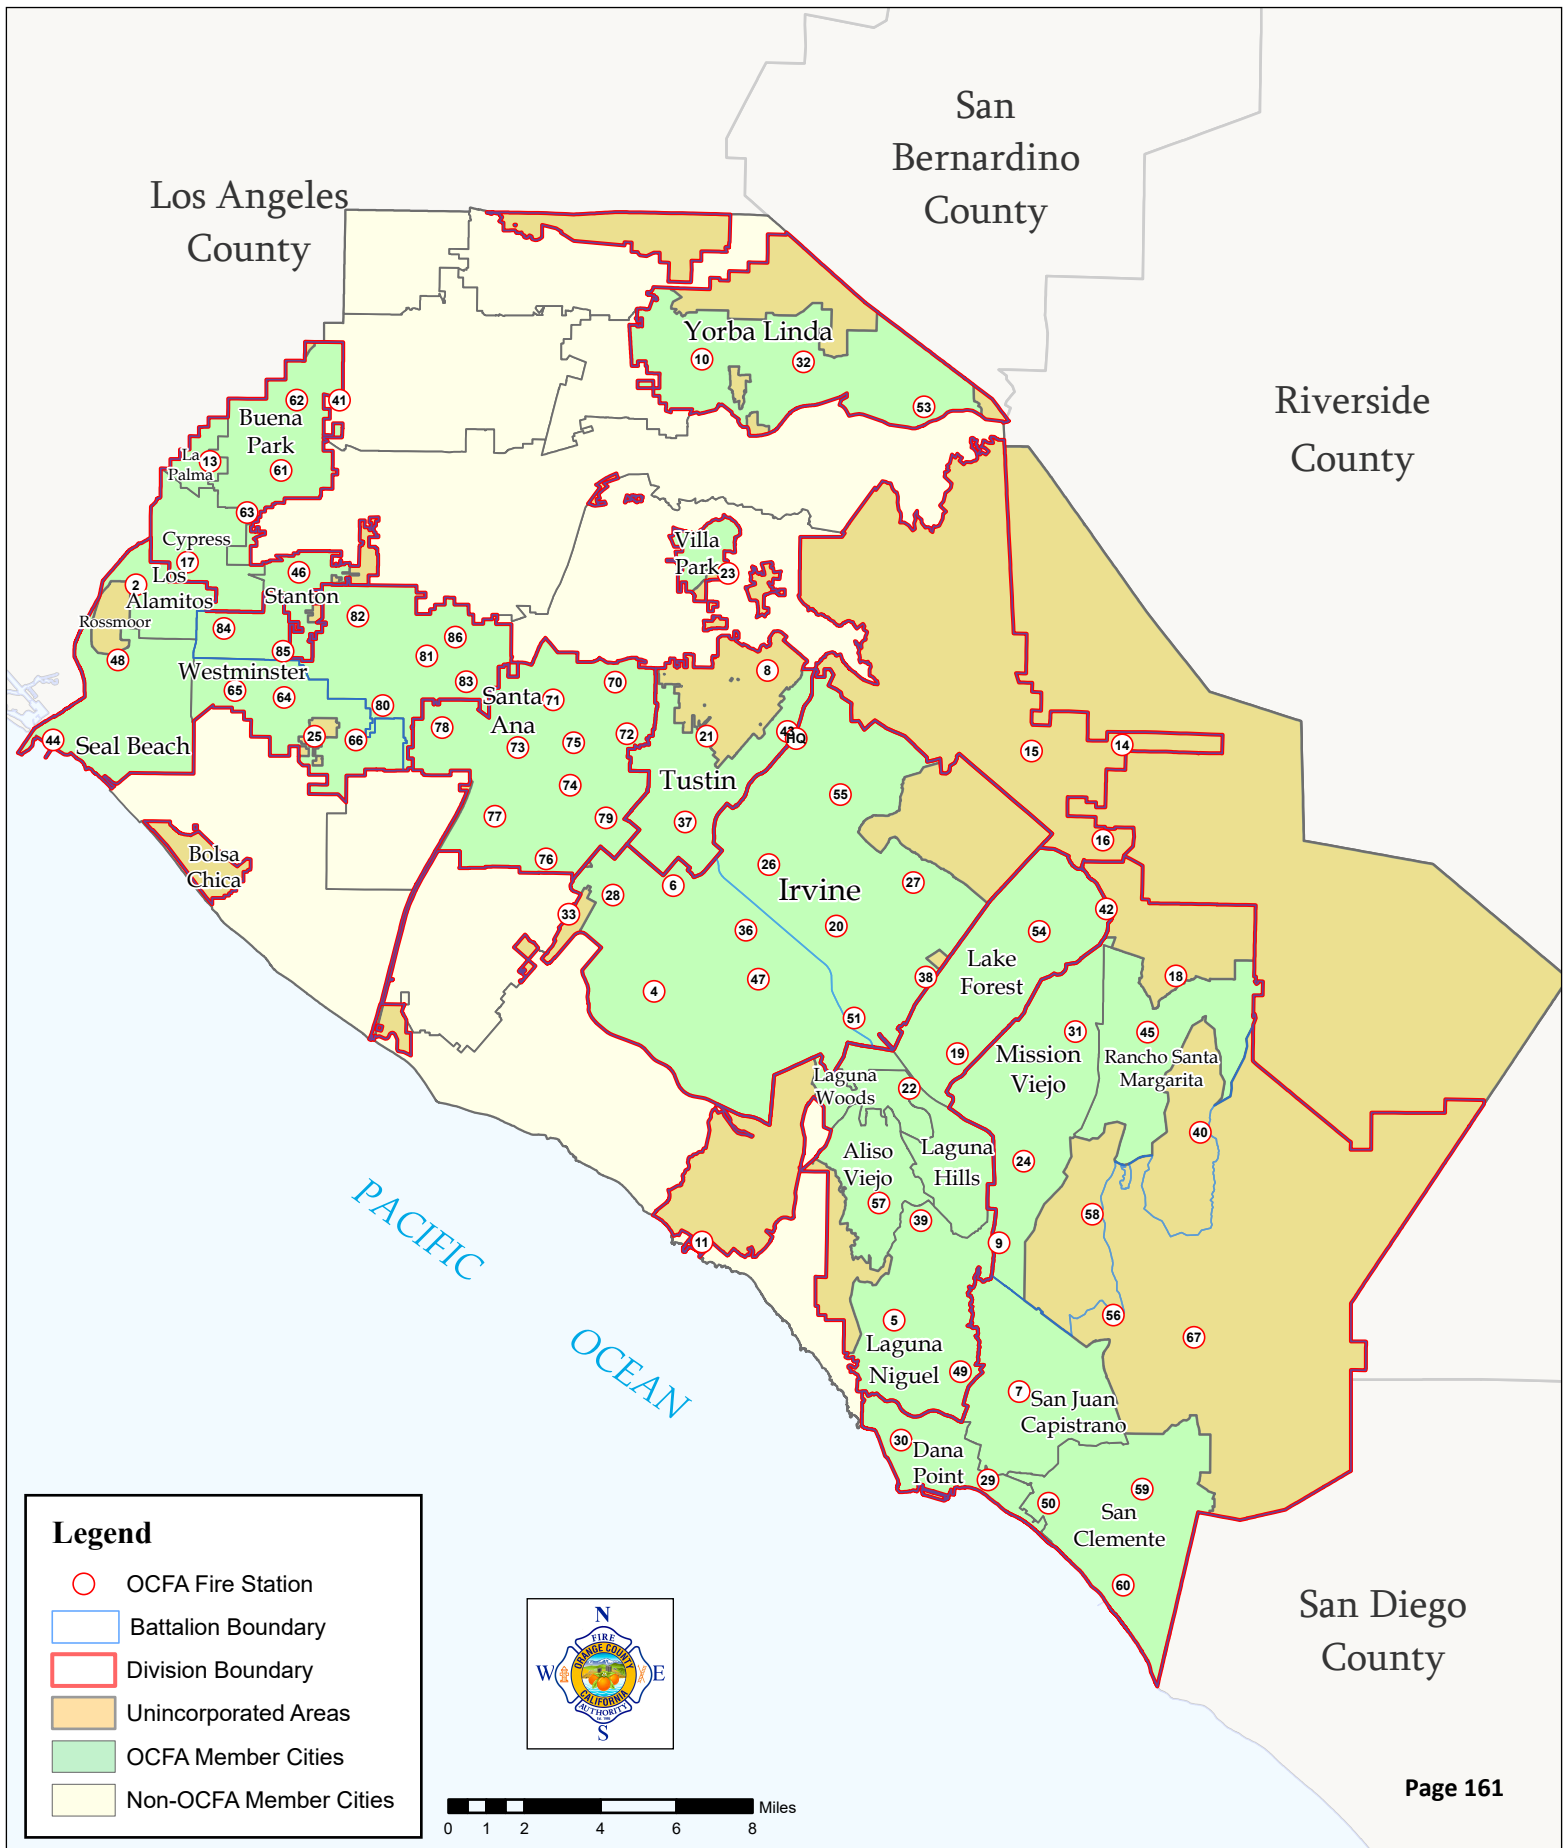 San
Bernardino
County
Los Angeles
County
Riverside
County
Yorba Linda
10
32
53
62
41
Buena
Park
La
Palma
13
61
63
Cypress
17
Villa
Park
23
46
Stanton
2
Los
Alamitos
Rossmoor
84
82
86
85
81
48
Westminster
65
64
83
80
Santa
Ana
71
70
8
78
73
75
72
21
43
HQ
44
Seal Beach
25
66
15
14
Tustin
74
55
77
79
37
16
Bolsa
Chica
76
26
6
28
Irvine
27
33
42
20
36
54
Lake
Forest
38
18
47
4
51
31
45
Mission
Viejo
Rancho Santa
Margarita
19
Laguna
Woods
22
40
Aliso
Viejo
Laguna
Hills
24
57
39
58
9
11
PACIFIC
OCEAN
5
56
67
Laguna
Niguel
49
7
San Juan
Capistrano
30
Dana
Point
29
50
59
San
Clemente
60
San Diego
County
Legend
OCFA Fire Station
Battalion Boundary
Division Boundary
Unincorporated Areas
OCFA Member Cities
Non-OCFA Member Cities
N
W
E
S
FIRE
ORANGE COUNTY
CALIFORNIA
AUTHORITY
Miles
0 1 2 4 6 8
Page 161